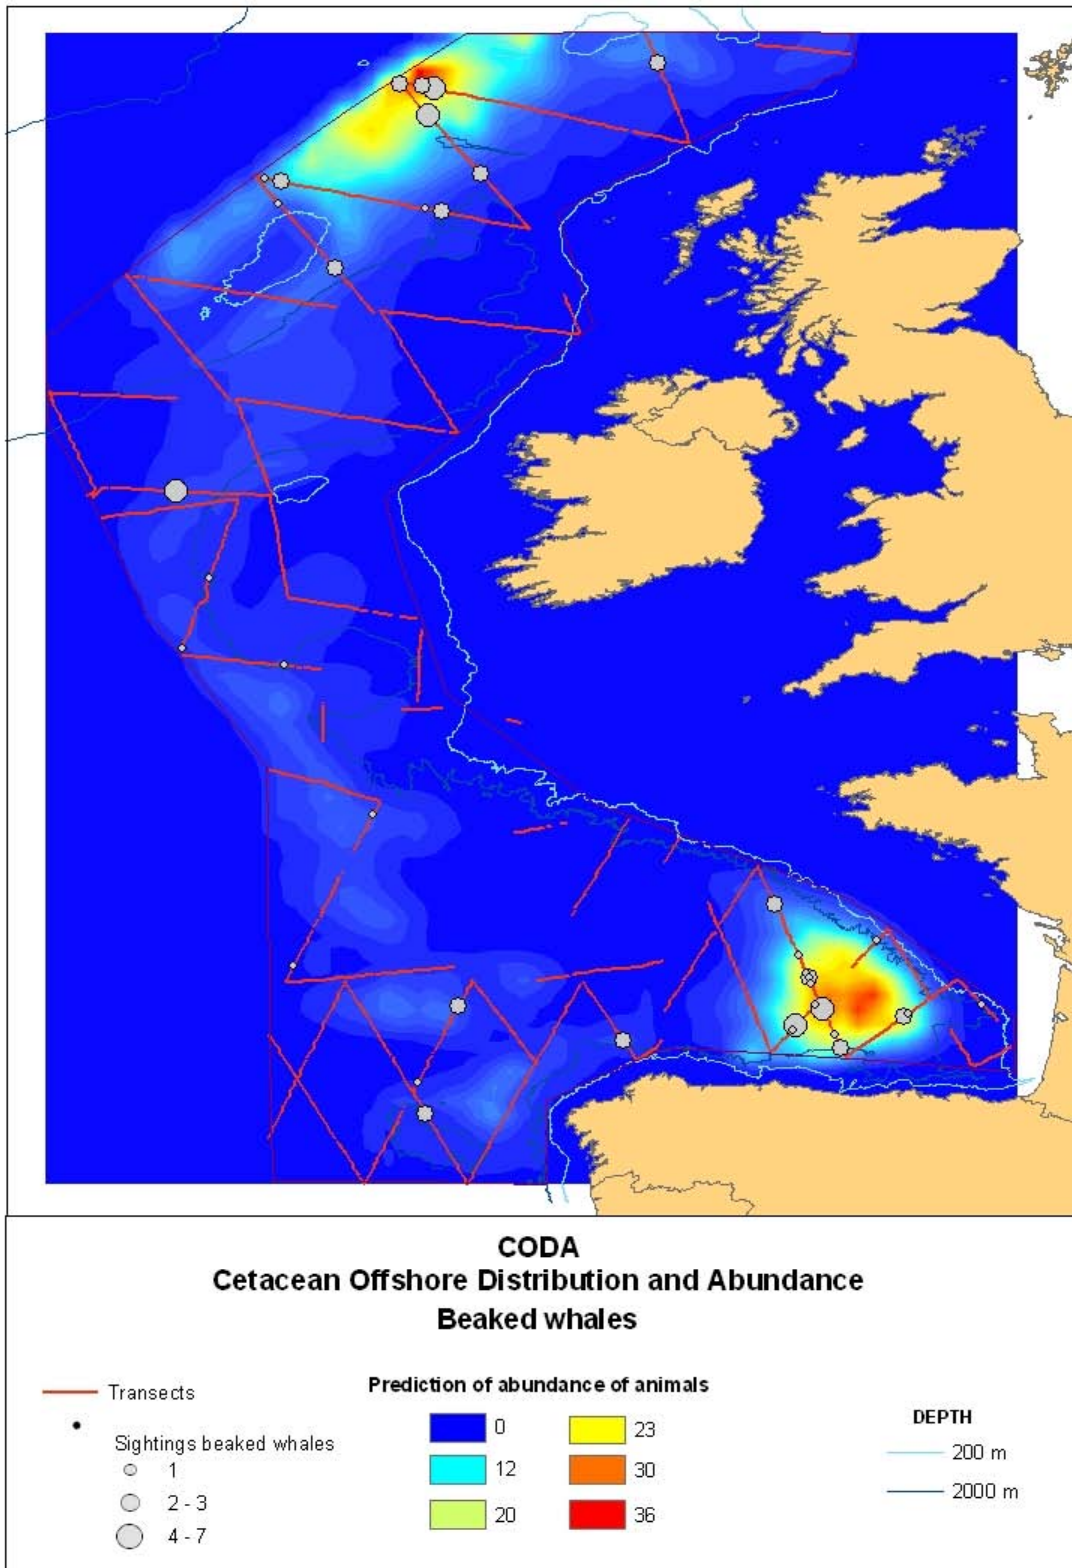 CODA
Cetacean Offshore Distribution and Abundance
Beaked whales
Transects
Sightings beaked whales
1
2 - 3
4 - 7
Prediction of abundance of animals
0
12
20
23
30
36
DEPTH
200 m
2000 m